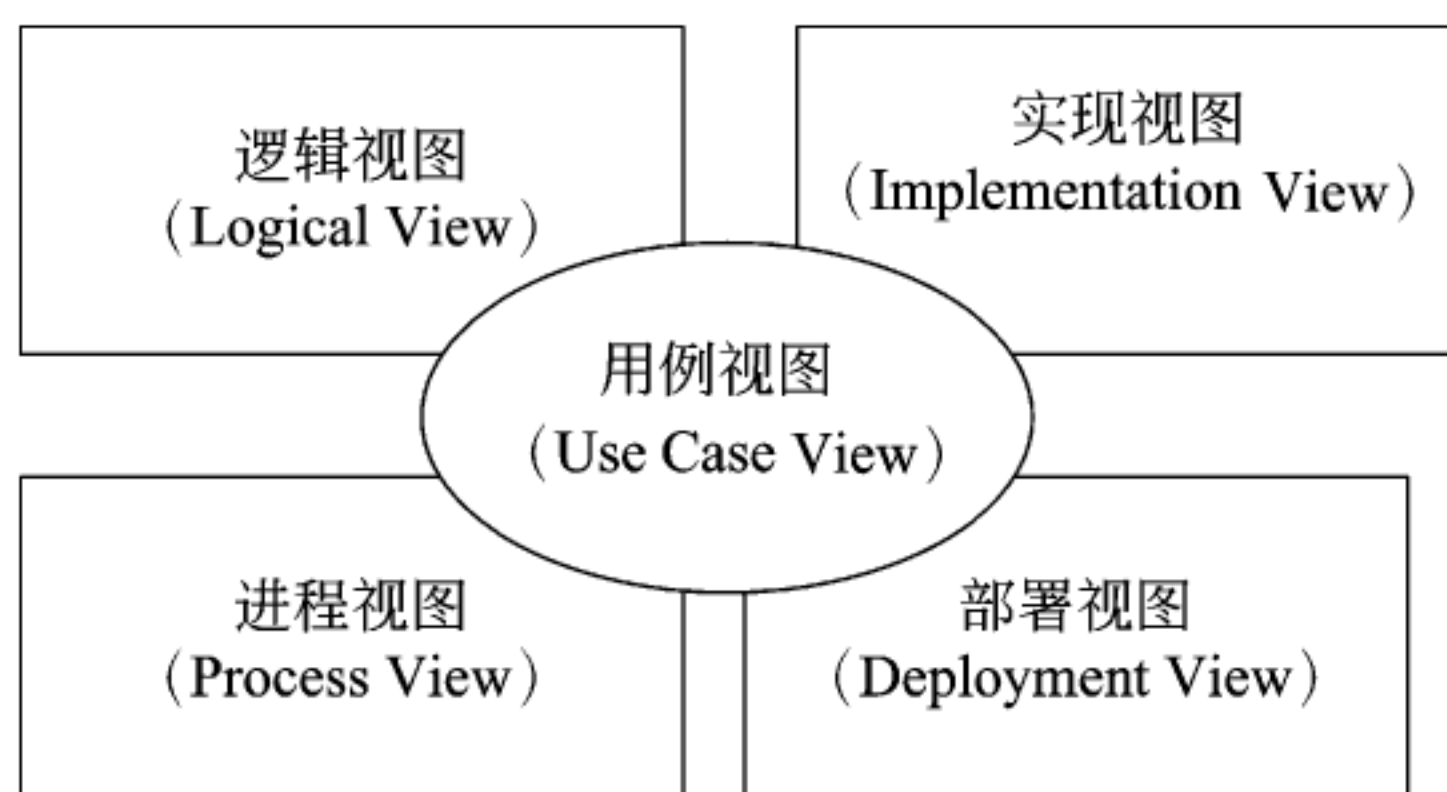 逻辑视图
（Logical View）
实现视图
（Implementation View）
用例视图
（Use Case View）
进程视图
（Process View）
部署视图
（Deployment View）